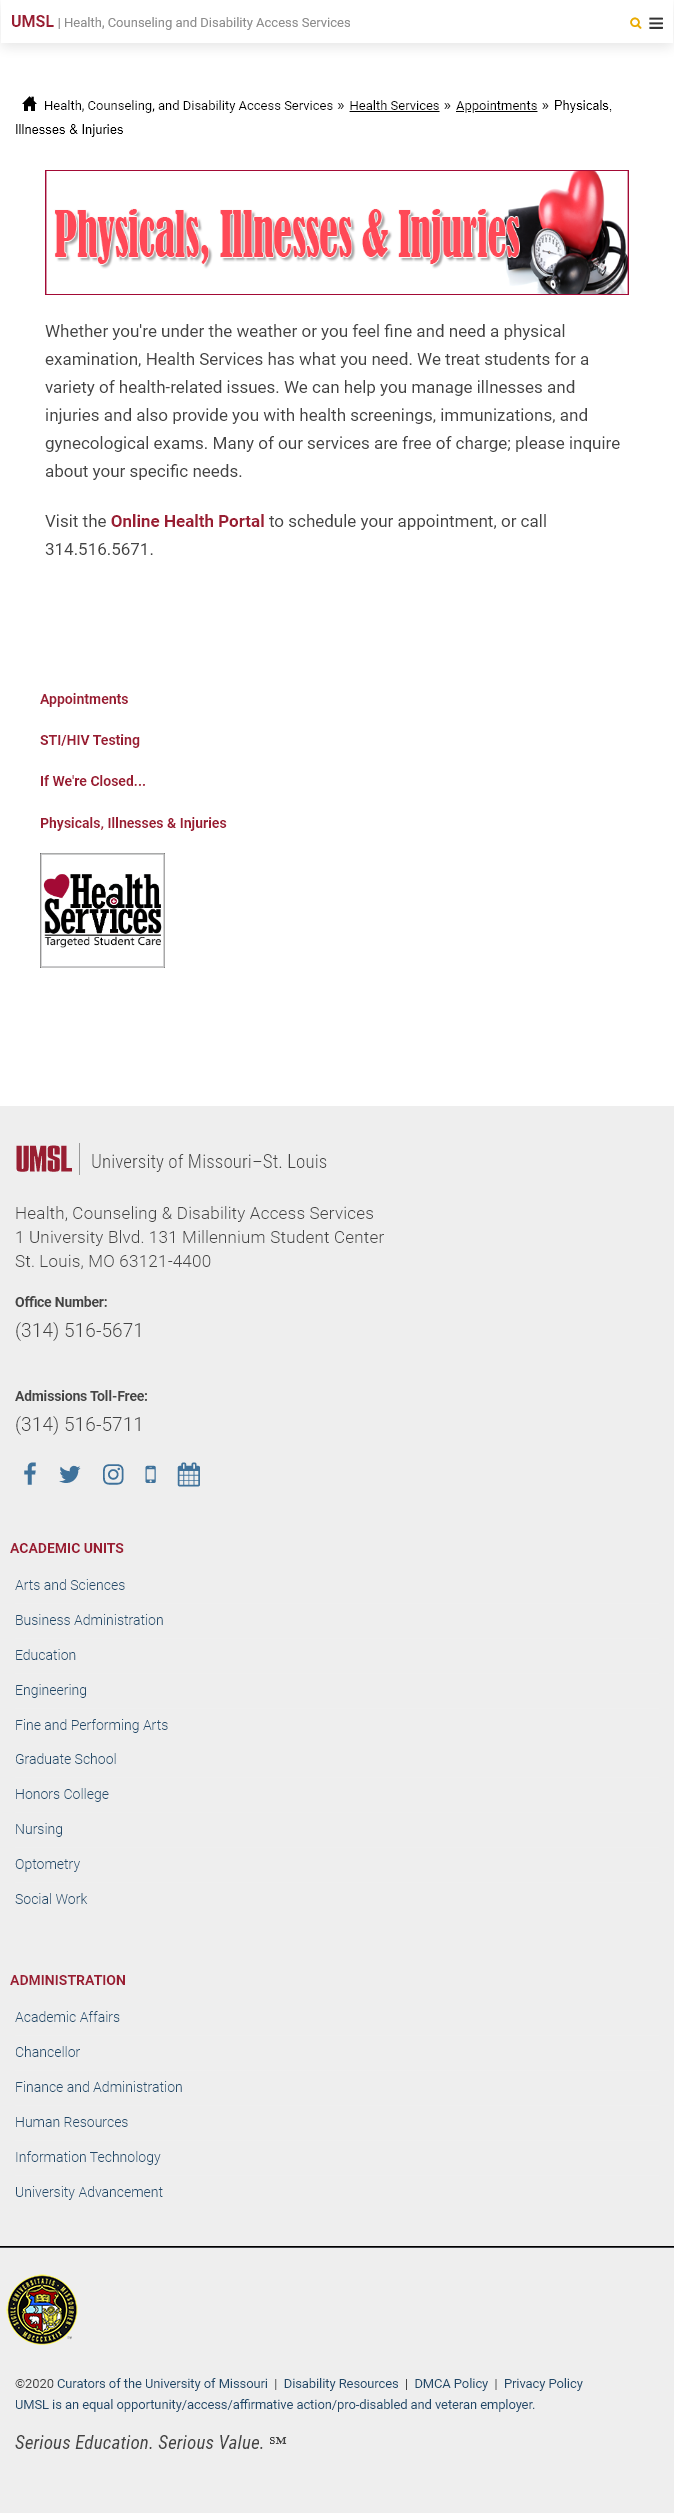 UMSL | Health, Counseling and Disability Access Services
Health, Counseling, and Disability Access Services » Health Services » Appointments » Physicals,
Illnesses & Injuries
Physicals, Illnesses & Injuries
Whether you're under the weather or you feel fine and need a physical
examination, Health Services has what you need. We treat students for a
variety of health-related issues. We can help you manage illnesses and
injuries and also provide you with health screenings, immunizations, and
gynecological exams. Many of our services are free of charge; please inquire
about your specific needs.
Visit the Online Health Portal to schedule your appointment, or call
314.516.5671.
Appointments
STI/HIV Testing
If We're Closed...
Physicals, Illnesses & Injuries
Health
Services
Targeted Student Care
UMSL University of Missouri–St. Louis
Health, Counseling & Disability Access Services
1 University Blvd. 131 Millennium Student Center
St. Louis, MO 63121-4400
Office Number:
(314) 516-5671
Admissions Toll-Free:
(314) 516-5711
ACADEMIC UNITS
Arts and Sciences
Business Administration
Education
Engineering
Fine and Performing Arts
Graduate School
Honors College
Nursing
Optometry
Social Work
ADMINISTRATION
Academic Affairs
Chancellor
Finance and Administration
Human Resources
Information Technology
University Advancement
©2020 Curators of the University of Missouri | Disability Resources | DMCA Policy | Privacy Policy
UMSL is an equal opportunity/access/affirmative action/pro-disabled and veteran employer.
Serious Education. Serious Value. ℠